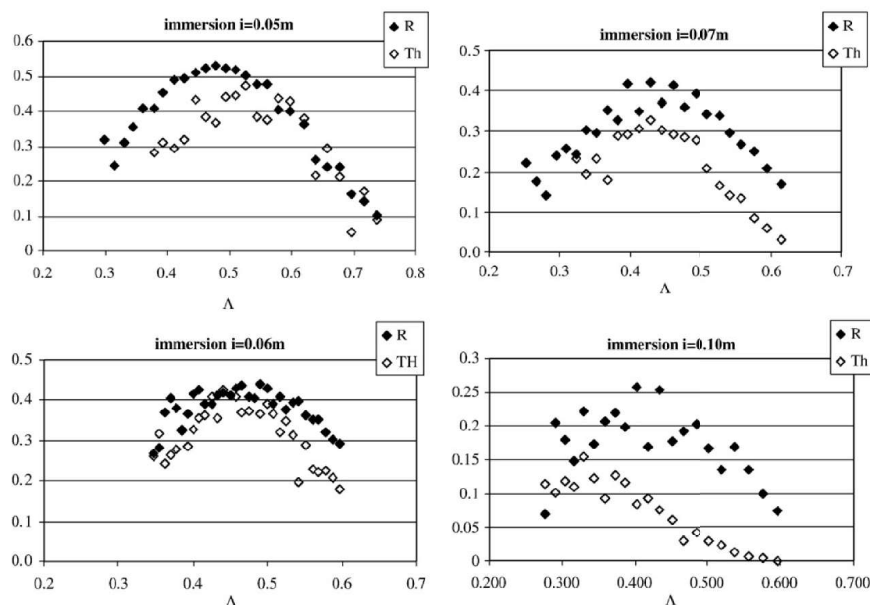 immersion i=0.05m
R
Th
0.6
0.5
0.4
0.3
0.2
0.1
0
0.2 0.3 0.4 0.5 0.6 0.7 0.8
Λ
immersion i=0.07m
R
Th
0.5
0.4
0.3
0.2
0.1
0.0
0.2 0.3 0.4 0.5 0.6 0.7
Λ
immersion i=0.06m
R
TH
0.5
0.4
0.3
0.2
0.1
0.0
0.2 0.3 0.4 0.5 0.6 0.7
Λ
immersion i=0.10m
R
Th
0.3
0.25
0.2
0.15
0.1
0.05
0
0.200 0.300 0.400 0.500 0.600 0.700
Λ